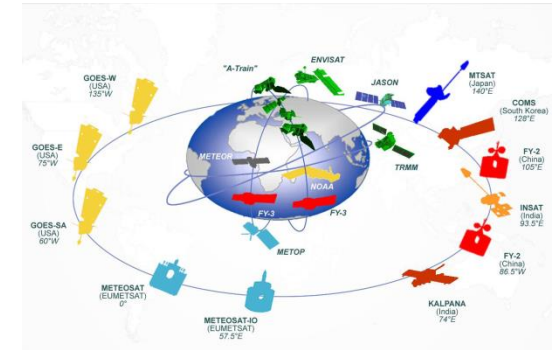 GOES-W
(USA)
135°W
"A-Train"
ENVISAT
JASON
MTSAT
(Japan)
140°E
COMS
(South Korea)
128°E
GOES-E
(USA)
75°W
METEOR
NOAA
TRMM
FY-2
(China)
105°E
INSAT
(India)
93.5°E
GOES-SA
(USA)
60°W
FY-3
FY-3
METOP
FY-2
(China)
86.5°W
METEOSAT
(EUMETSAT)
0°
METEOSAT-IO
(EUMETSAT)
57.5°E
KALPANA
(India)
74°E